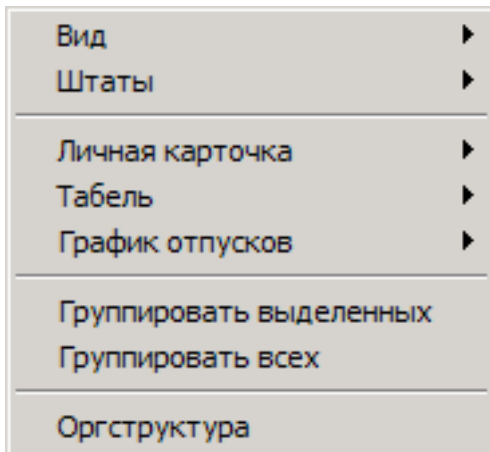 Вид
Штаты
Личная карточка
Табель
График отпусков
Группировать выделенных
Группировать всех
Оргструктура